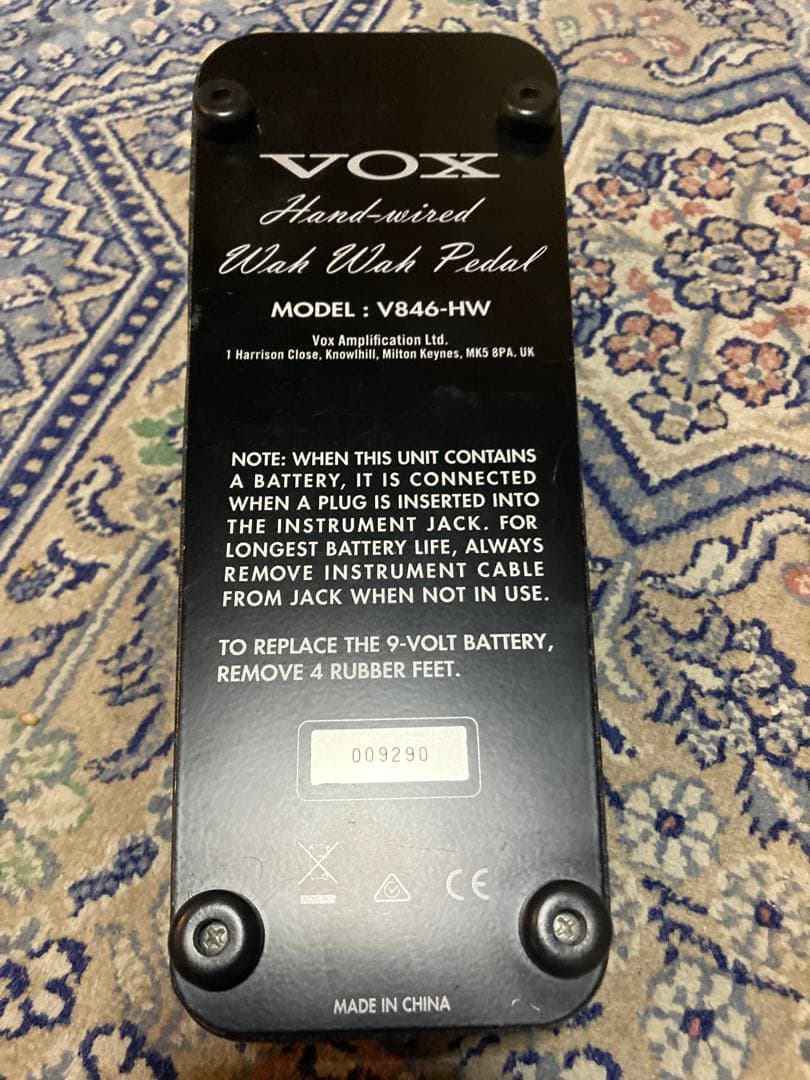 VOX
Hand-wired
Wah Wah Pedal
MODEL : V846-HW
Vox Amplification Ltd.
1 Harrison Close, Knowlhill, Milton Keynes, MK5 8PA. UK
NOTE: WHEN THIS UNIT CONTAINS
A BATTERY, IT IS CONNECTED
WHEN A PLUG IS INSERTED INTO
THE INSTRUMENT JACK. FOR
LONGEST BATTERY LIFE, ALWAYS
REMOVE INSTRUMENT CABLE
FROM JACK WHEN NOT IN USE.
TO REPLACE THE 9-VOLT BATTERY,
REMOVE 4 RUBBER FEET.
009290
CE
MADE IN CHINA